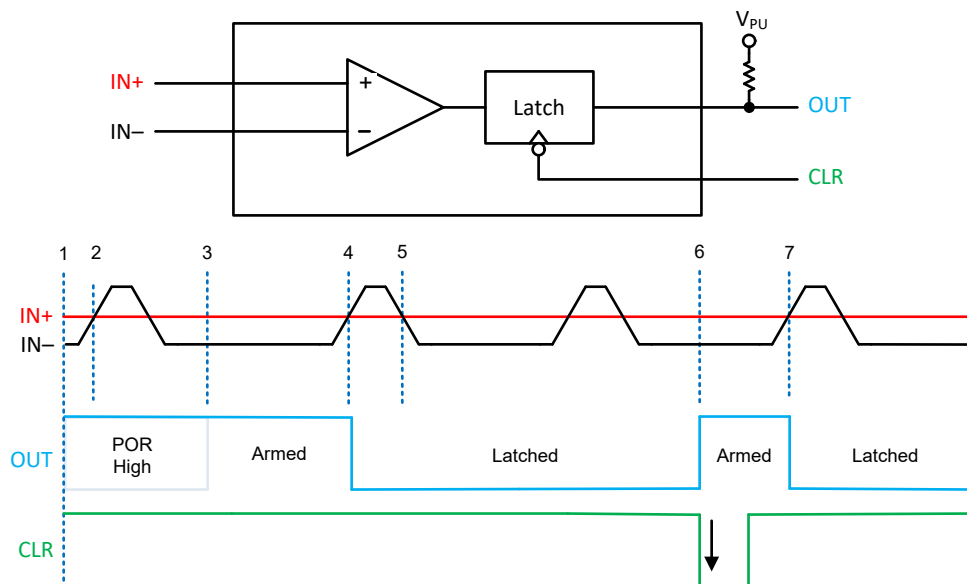 V_PU
IN+
+
IN–
–
Latch
OUT
CLR
1 2 3 4 5 6 7
IN+
IN–
OUT
POR
High
Armed
Latched
Armed
Latched
CLR